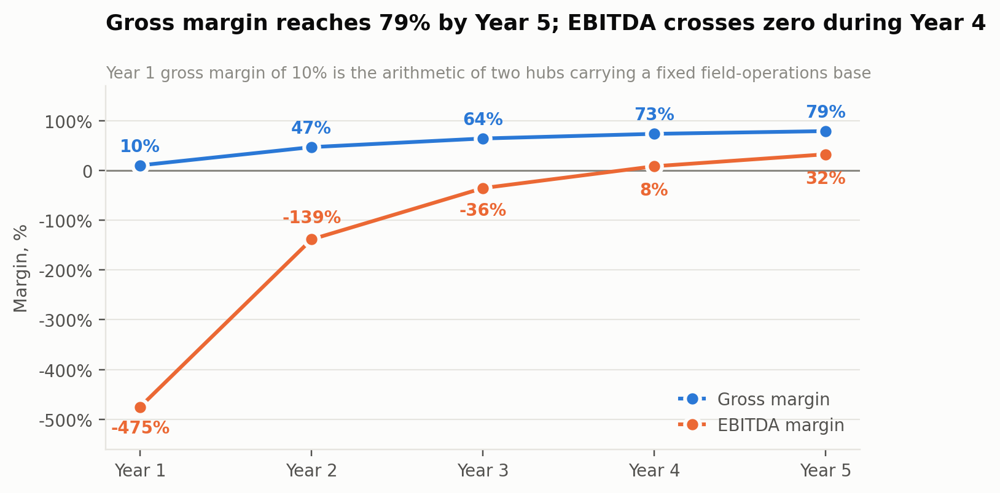 Gross margin reaches 79% by Year 5; EBITDA crosses zero during Year 4
Year 1 gross margin of 10% is the arithmetic of two hubs carrying a fixed field-operations base
Margin, %
100%
0
-100%
-200%
-300%
-400%
-500%
10%
47%
64%
73%
79%
-475%
-139%
-36%
8%
32%
Gross margin
EBITDA margin
Year 1
Year 2
Year 3
Year 4
Year 5